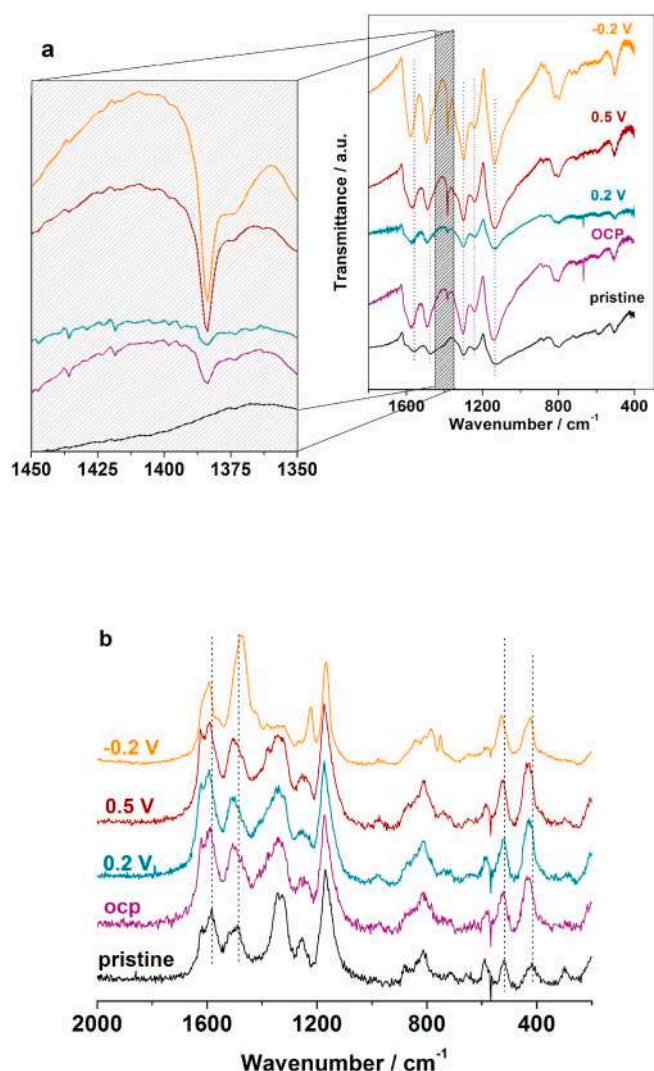 a
-0.2 V
0.5 V
0.2 V
OCP
pristine
Transmittance / a.u.
1600 1200 800 400
Wavenumber / cm-1
1450 1425 1400 1375 1350
b
-0.2 V
0.5 V
0.2 V
ocp
pristine
2000 1600 1200 800 400
Wavenumber / cm-1